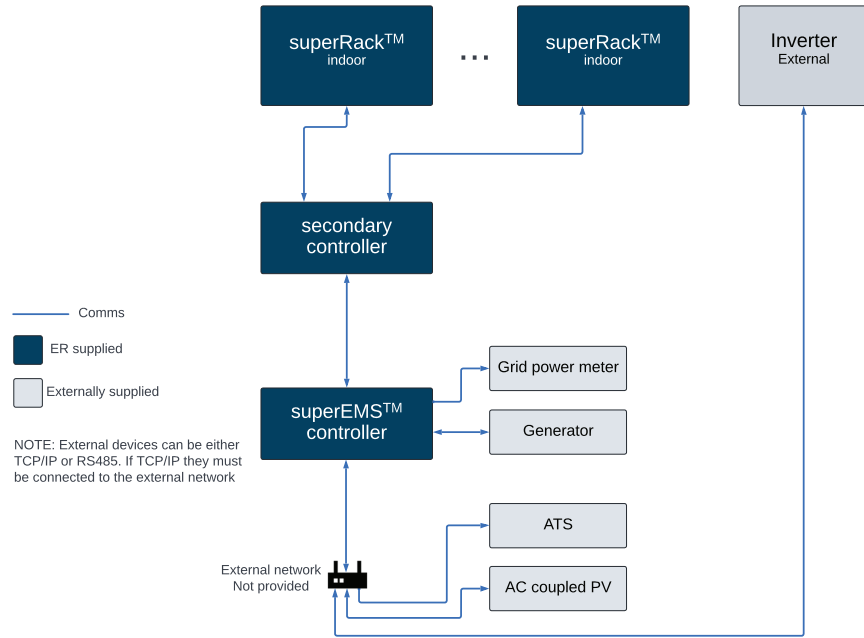 superRack™
indoor
...
superRack™
indoor
Inverter
External
secondary
controller
Comms
ER supplied
Externally supplied
NOTE: External devices can be either
TCP/IP or RS485. If TCP/IP they must
be connected to the external network
superEMS™
controller
Grid power meter
Generator
ATS
AC coupled PV
External network
Not provided